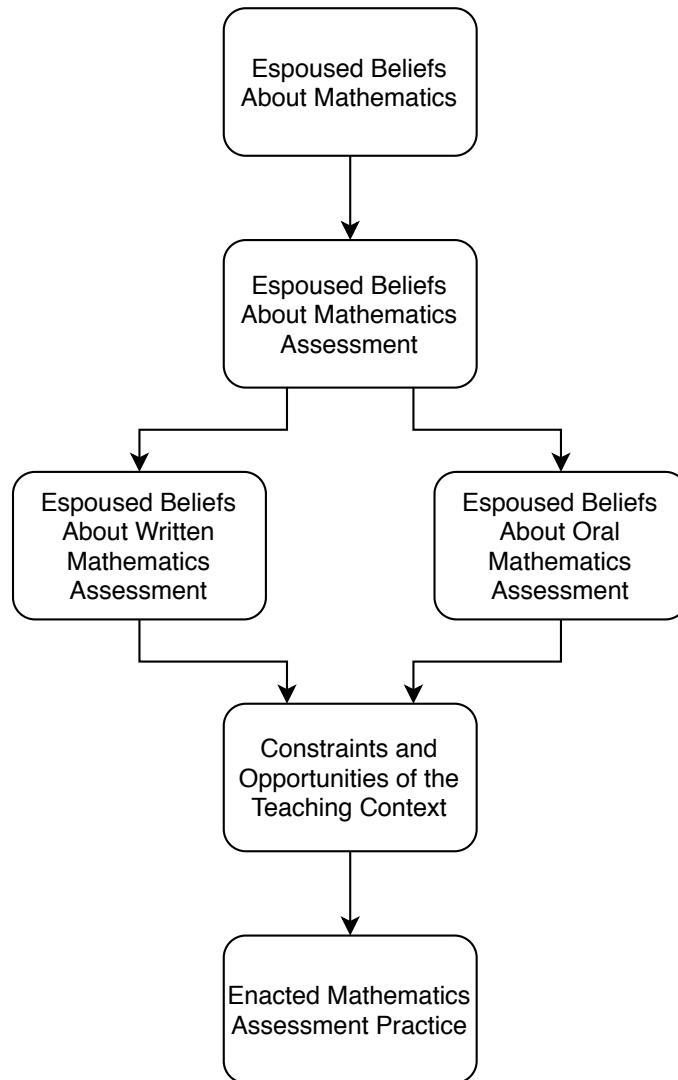 Espoused Beliefs
About Mathematics
Espoused Beliefs
About Mathematics
Assessment
Espoused Beliefs
About Written
Mathematics
Assessment
Espoused Beliefs
About Oral
Mathematics
Assessment
Constraints and
Opportunities of the
Teaching Context
Enacted Mathematics
Assessment Practice